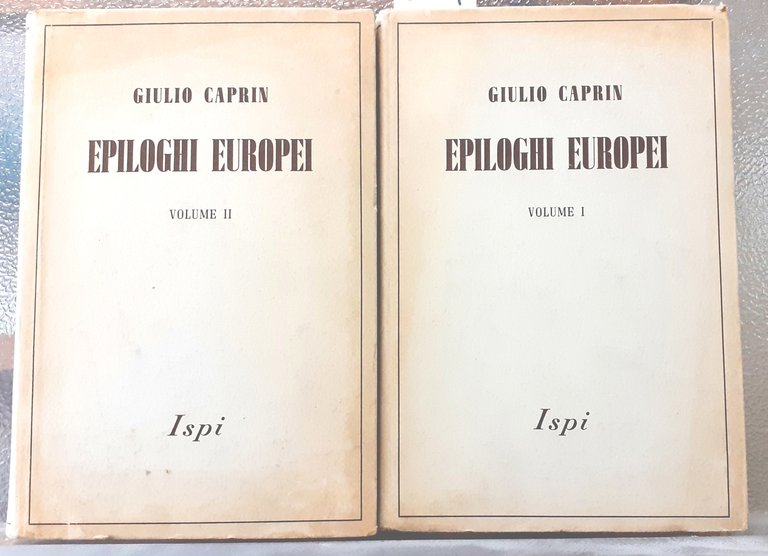 GIULIO CAPRIN
EPILOGHI EUROPEI
VOLUME II
Ispi
GIULIO CAPRIN
EPILOGHI EUROPEI
VOLUME I
Ispi